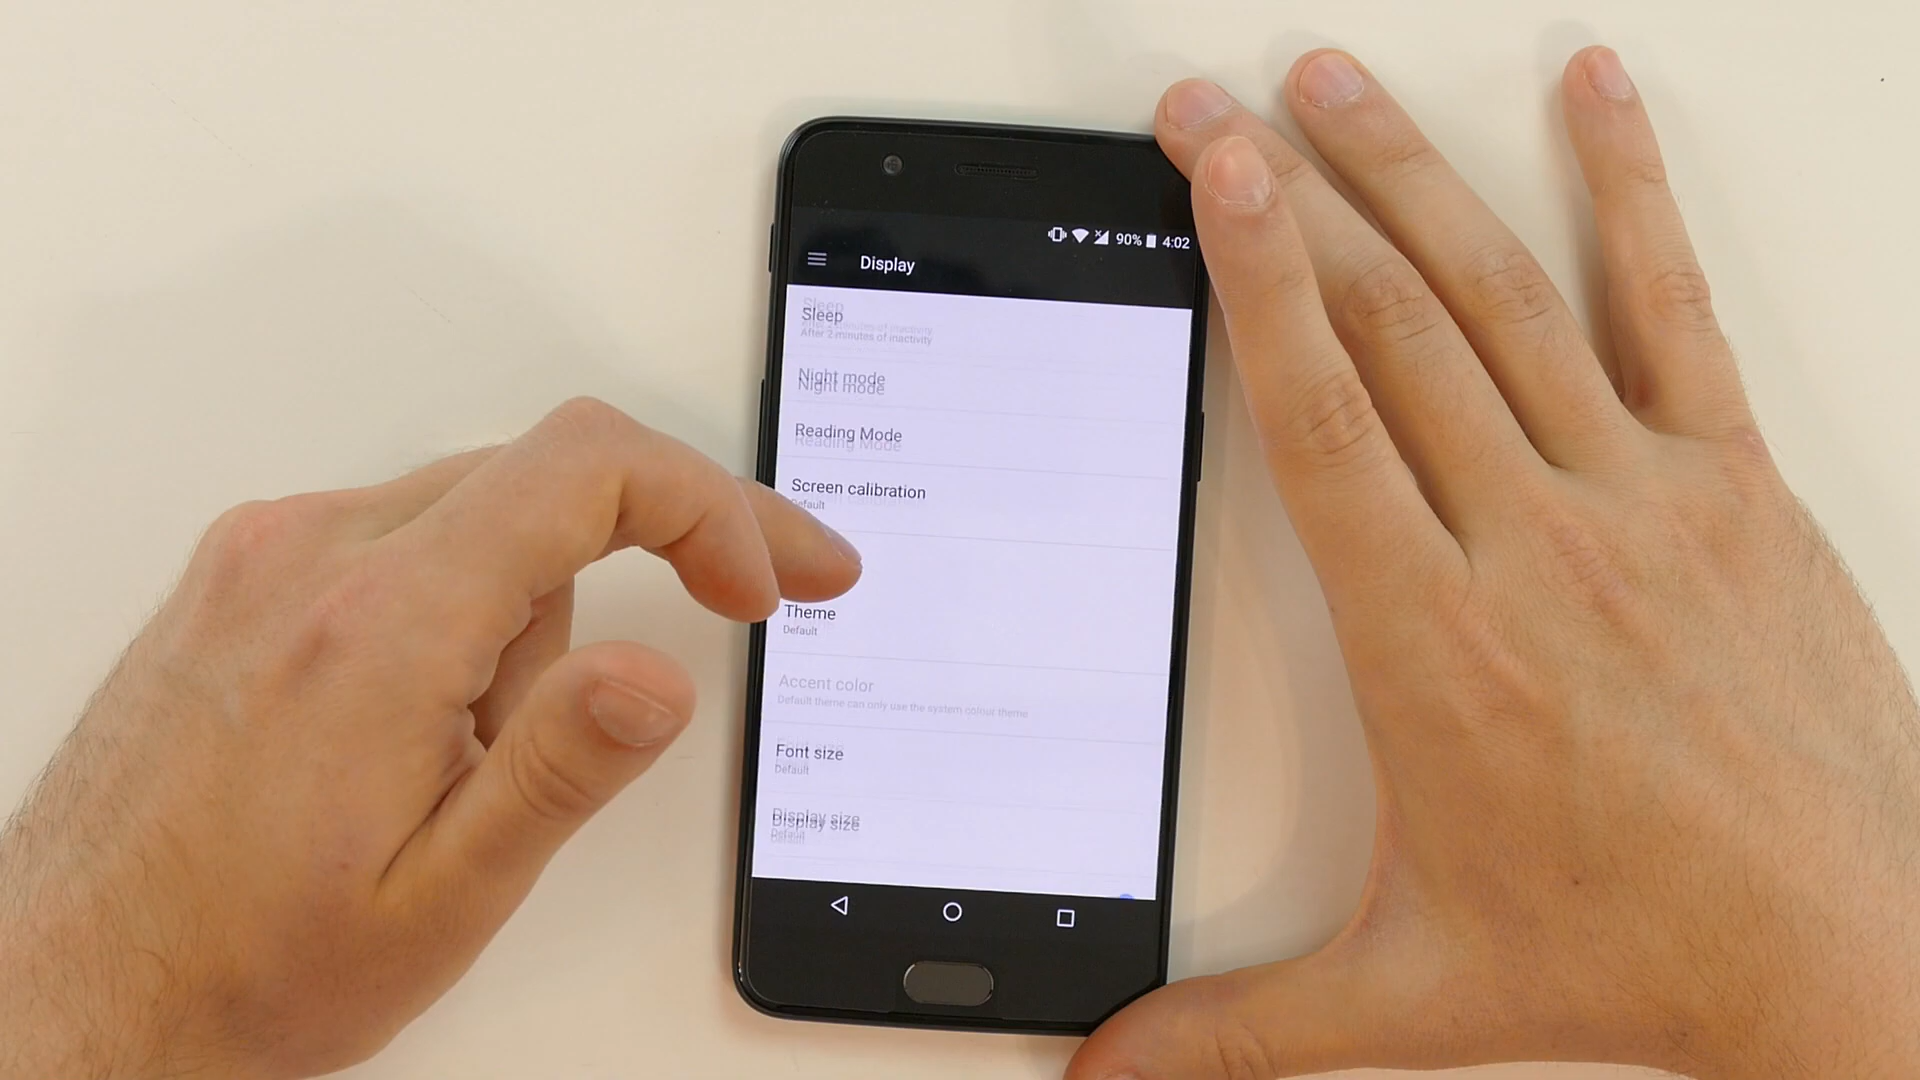 90% 4:02
Display
Sleep
After 2 minutes of inactivity
Night mode
Reading Mode
Screen calibration
Default
Theme
Default
Accent color
Default theme can only use the system colour theme
Font size
Default
Display size
Default